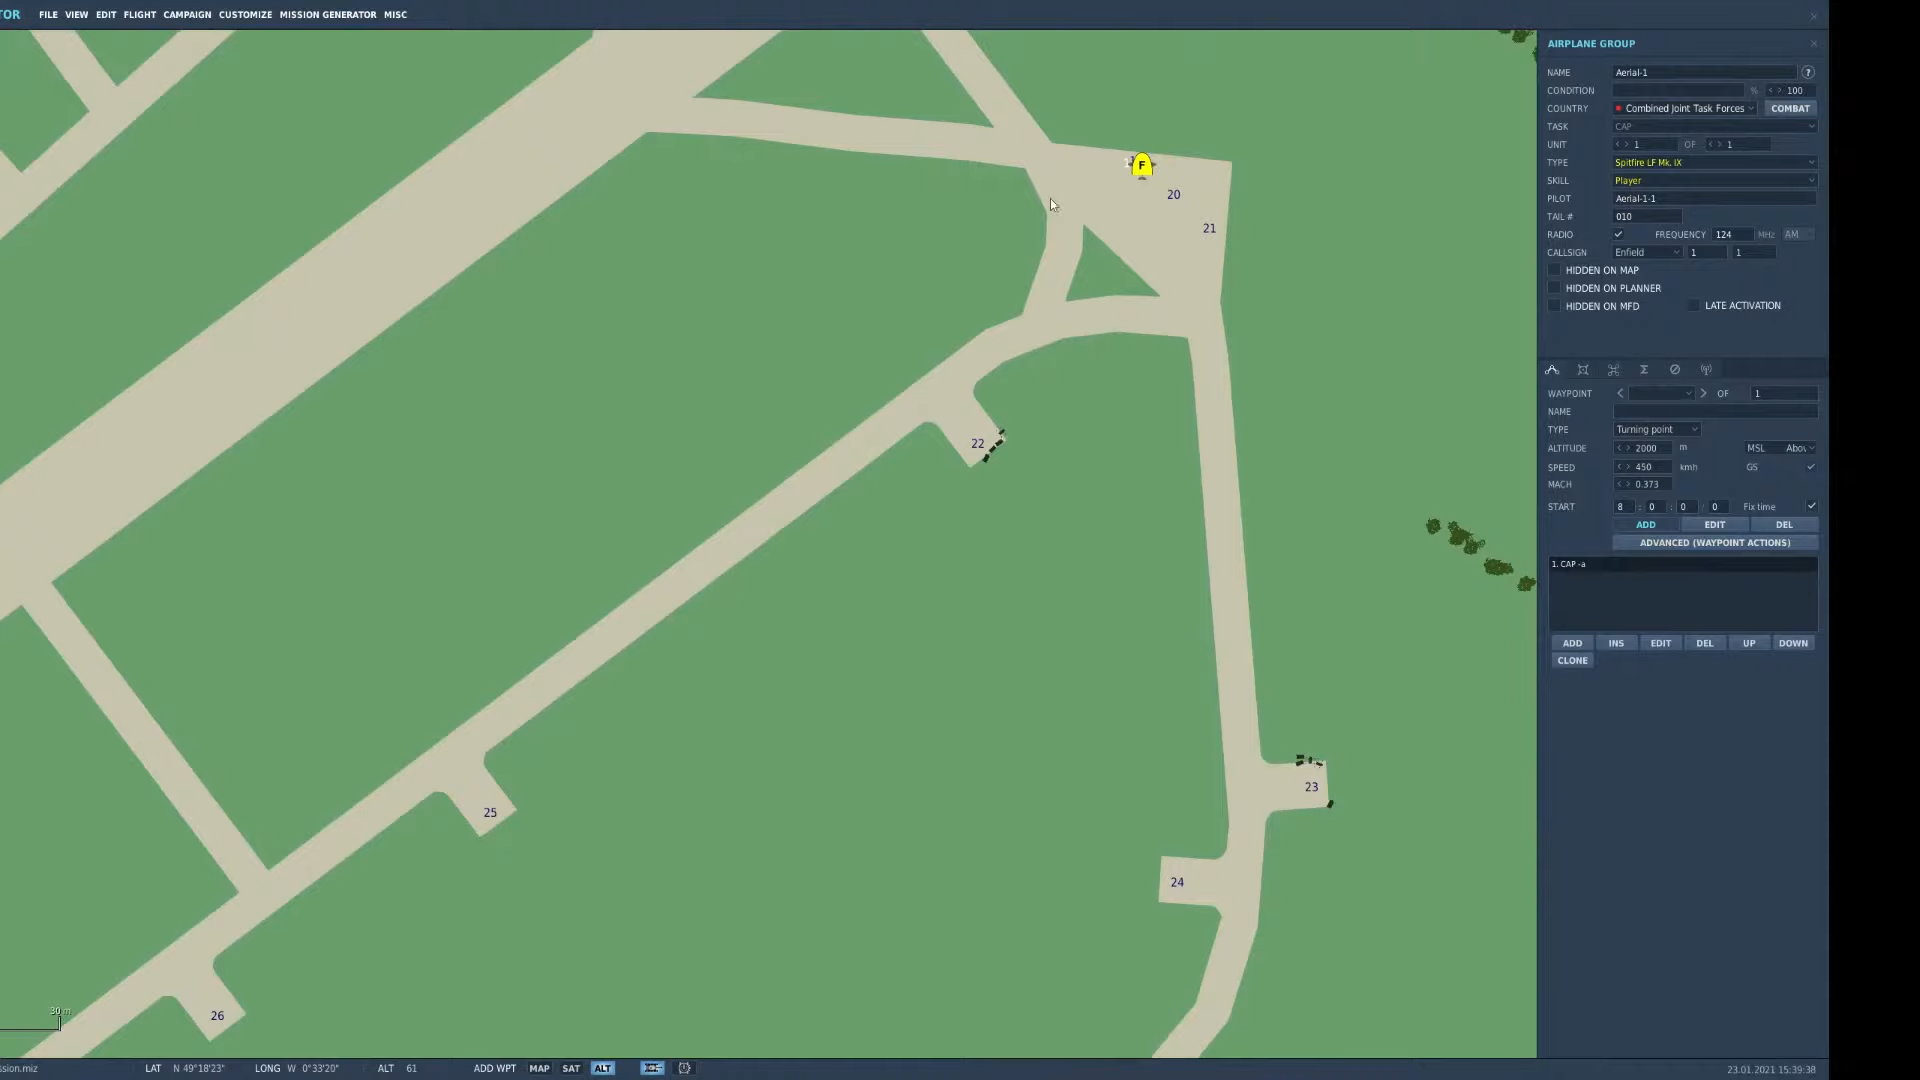 TOR FILE VIEW EDIT FLIGHT CAMPAIGN CUSTOMIZE MISSION GENERATOR MISC
AIRPLANE GROUP
NAME Aerial-1 ?
CONDITION % < > 100
COUNTRY Combined Joint Task Forces COMBAT
TASK CAP
UNIT < > 1 OF < > 1
TYPE Spitfire LF Mk. IX
SKILL Player
PILOT Aerial-1-1
TAIL # 010
RADIO FREQUENCY 124 MHz AM
CALLSIGN Enfield 1 1
HIDDEN ON MAP
HIDDEN ON PLANNER
HIDDEN ON MFD LATE ACTIVATION
WAYPOINT < > OF 1
NAME
TYPE Turning point
ALTITUDE < > 2000 m MSL Abov
SPEED < > 450 kmh GS
MACH < > 0.373
START 8 : 0 : 0 / 0 Fix time
ADD EDIT DEL
ADVANCED (WAYPOINT ACTIONS)
1. CAP -a
ADD INS EDIT DEL UP DOWN
CLONE
F
20
21
22
23
24
25
26
30 m
ssion.miz LAT N 49°18'23" LONG W 0°33'20" ALT 61 ADD WPT MAP SAT ALT 23.01.2021 15:39:38